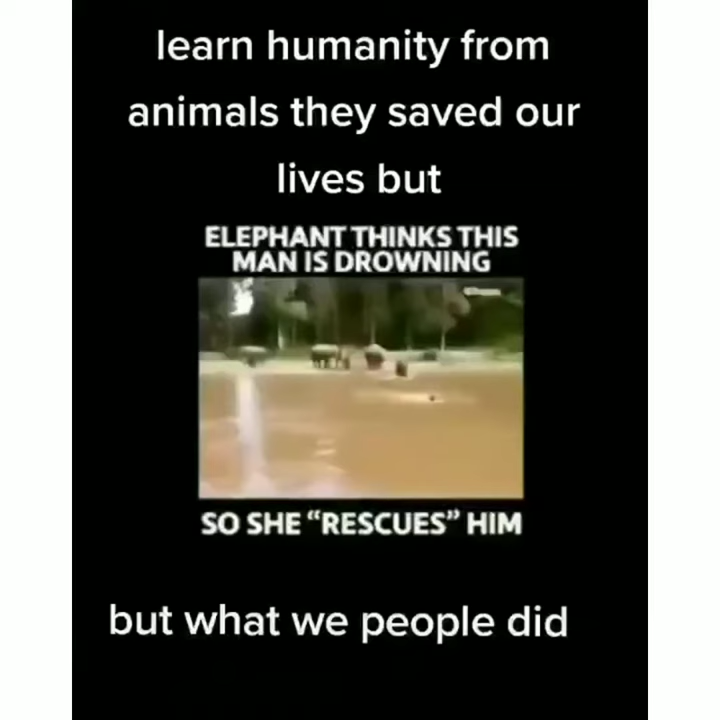 learn humanity from
animals they saved our
lives but
ELEPHANT THINKS THIS
MAN IS DROWNING
SO SHE “RESCUES” HIM
but what we people did